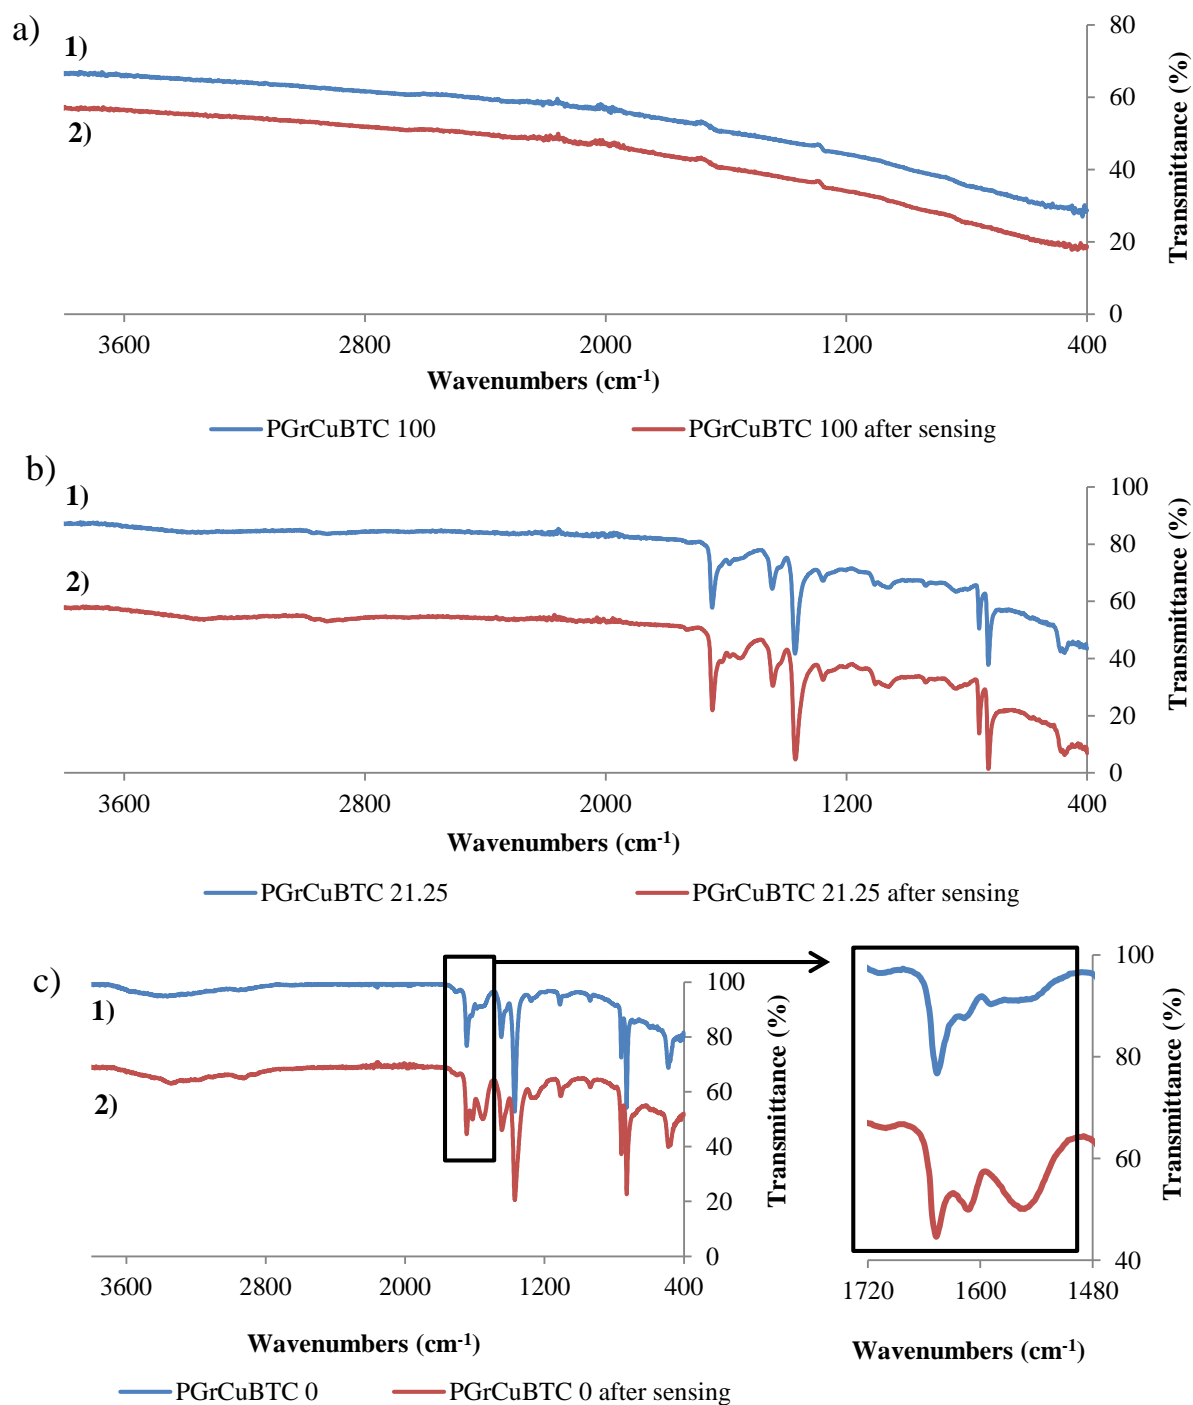 a)
1)
2)
80
60
40
20
0
Transmittance (%)
3600 2800 2000 1200 400
Wavenumbers (cm-1)
PGrCuBTC 100 PGrCuBTC 100 after sensing
b)
1)
2)
100
80
60
40
20
0
Transmittance (%)
3600 2800 2000 1200 400
Wavenumbers (cm-1)
PGrCuBTC 21.25 PGrCuBTC 21.25 after sensing
c)
1)
2)
100
80
60
40
20
0
Transmittance (%)
3600 2800 2000 1200 400
Wavenumbers (cm-1)
PGrCuBTC 0 PGrCuBTC 0 after sensing
100
80
60
40
Transmittance (%)
1720 1600 1480
Wavenumbers (cm-1)